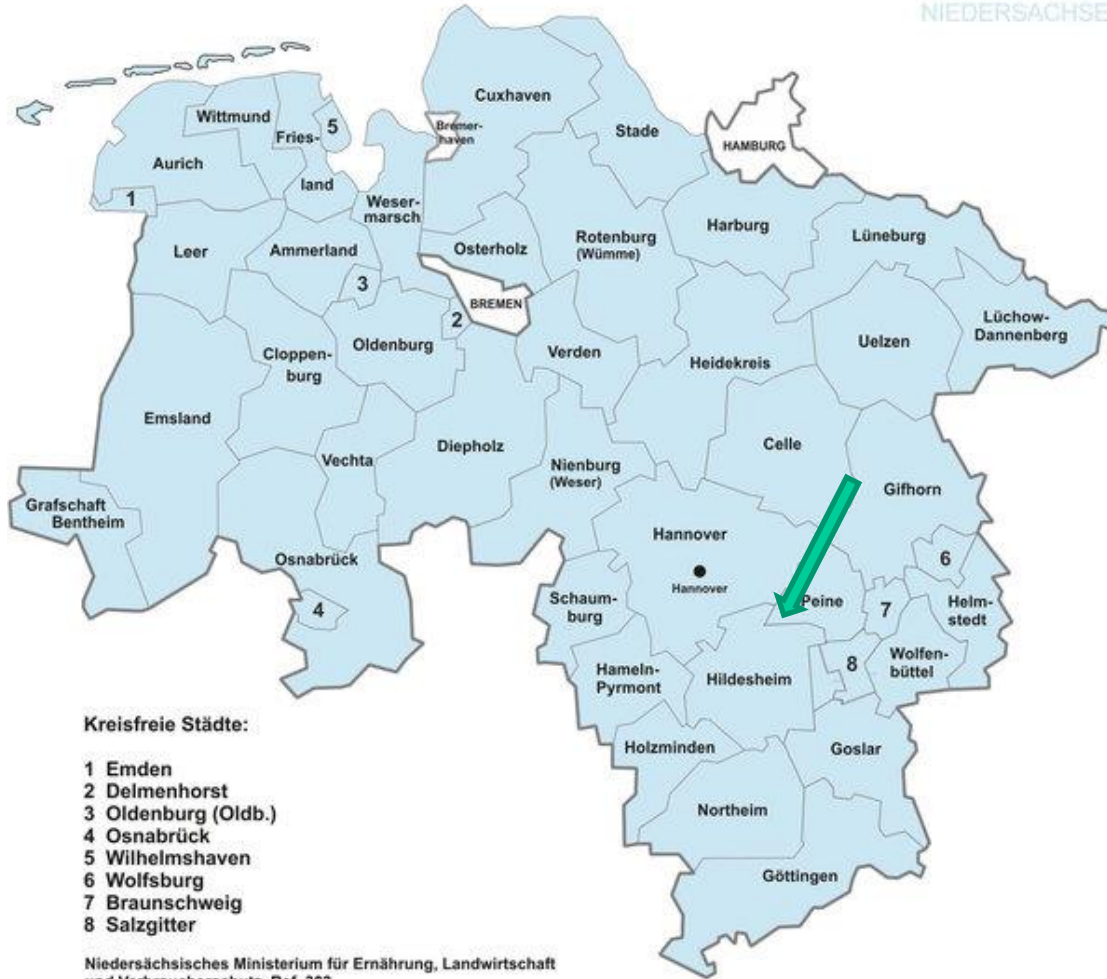 NIEDERSACHSE
Cuxhaven
Wittmund
Bremer-
haven
Stade
Fries-
5
HAMBURG
Aurich
land
1
Weser-
marsch
Harburg
Lüneburg
Leer
Ammerland
Osterholz
Rotenburg
(Wümme)
3
BREMEN
2
Lüchow-
Dannenberg
Oldenburg
Verden
Uelzen
Cloppen-
burg
Heidekreis
Emsland
Celle
Vechta
Diepholz
Nienburg
(Weser)
Gifhorn
Grafschaft
Bentheim
Hannover
Osnabrück
6
Hannover
Schaum-
burg
Peine
7
Helm-
stedt
4
Hameln-
Pyrmont
Hildesheim
8
Wolfen-
büttel
Holzminden
Goslar
Northeim
Göttingen
Kreisfreie Städte:
1 Emden
2 Delmenhorst
3 Oldenburg (Oldb.)
4 Osnabrück
5 Wilhelmshaven
6 Wolfsburg
7 Braunschweig
8 Salzgitter
Niedersächsisches Ministerium für Ernährung, Landwirtschaft